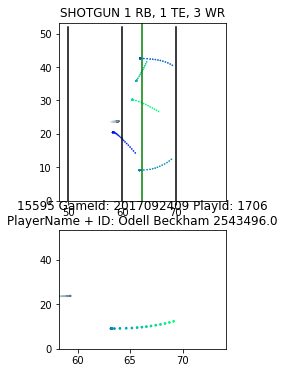 SHOTGUN 1 RB, 1 TE, 3 WR
50
40
30
20
10
0
50 60 70
15595 GameId: 2017092409 PlayId: 1706
PlayerName + ID: Odell Beckham 2543496.0
40
20
0
60 65 70